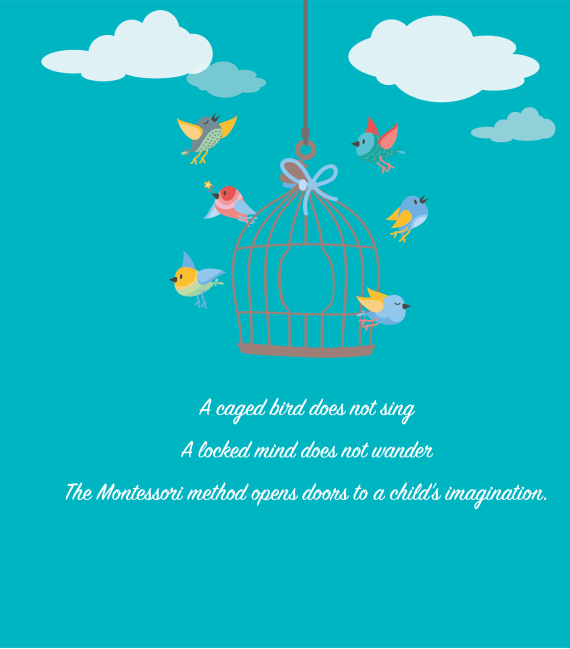 A caged bird does not sing
A locked mind does not wander
The Montessori method opens doors to a child's imagination.